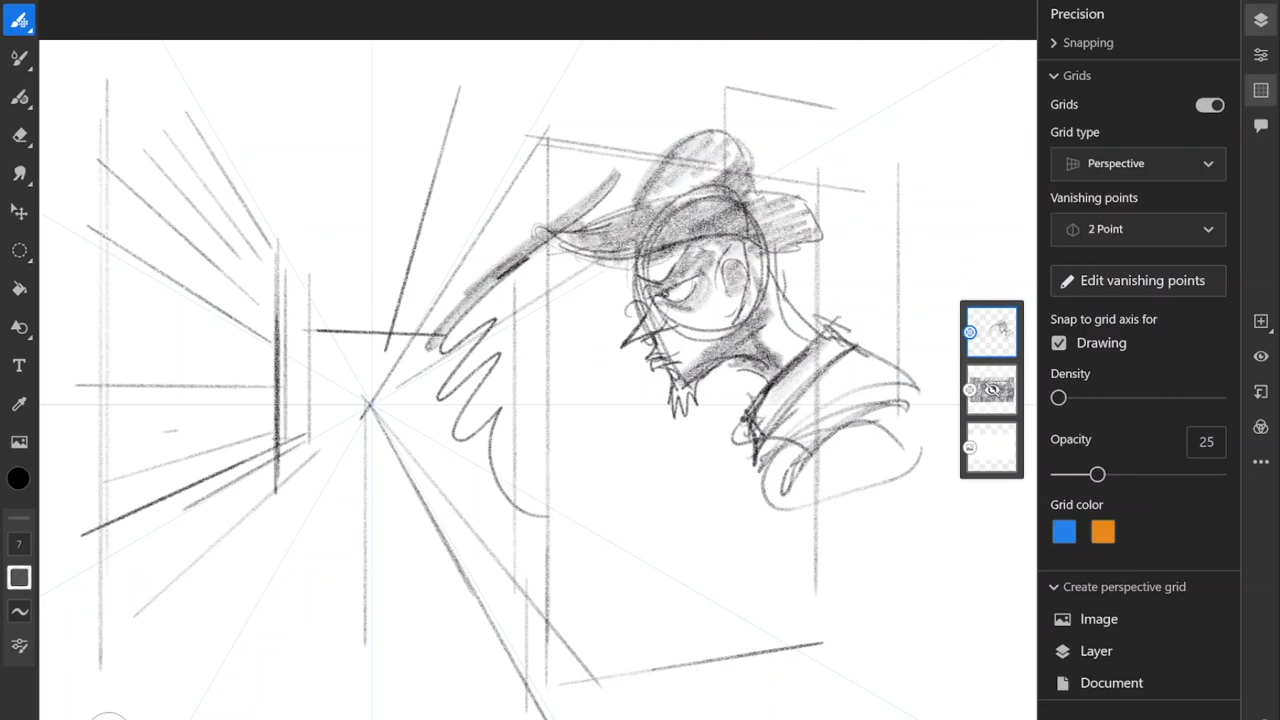 Precision
Snapping
Grids
Grids
Grid type
Perspective
Vanishing points
2 Point
Edit vanishing points
Snap to grid axis for
Drawing
Density
Opacity
25
Grid color
Create perspective grid
Image
Layer
Document
T
7